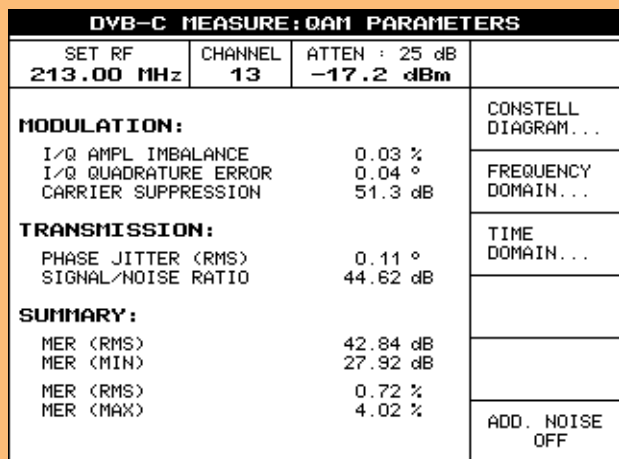 DVB-C MEASURE:QAM PARAMETERS
SET RF CHANNEL ATTEN : 25 dB
213.00 MHz 13 -17.2 dBm
CONSTELL
DIAGRAM...
MODULATION:
I/Q AMPL IMBALANCE 0.03 %
I/Q QUADRATURE ERROR 0.04 °
CARRIER SUPPRESSION 51.3 dB
FREQUENCY
DOMAIN...
TRANSMISSION:
PHASE JITTER (RMS) 0.11 °
SIGNAL/NOISE RATIO 44.62 dB
TIME
DOMAIN...
SUMMARY:
MER (RMS) 42.84 dB
MER (MIN) 27.92 dB
MER (RMS) 0.72 %
MER (MAX) 4.02 %
ADD. NOISE
OFF